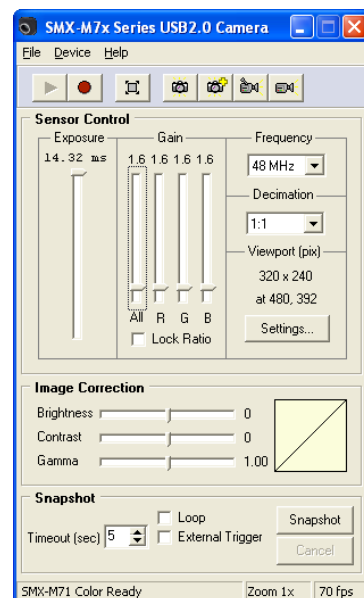 SMX-M7x Series USB2.0 Camera
File Device Help
Sensor Control
Exposure
14.32 ms
Gain
1.6 1.6 1.6 1.6
All R G B
Lock Ratio
Frequency
48 MHz
Decimation
1:1
Viewport (pix)
320 x 240
at 480, 392
Settings...
Image Correction
Brightness 0
Contrast 0
Gamma 1.00
Snapshot
Timeout (sec) 5
Loop
External Trigger
Snapshot
Cancel
SMX-M71 Color Ready Zoom 1x 70 fps